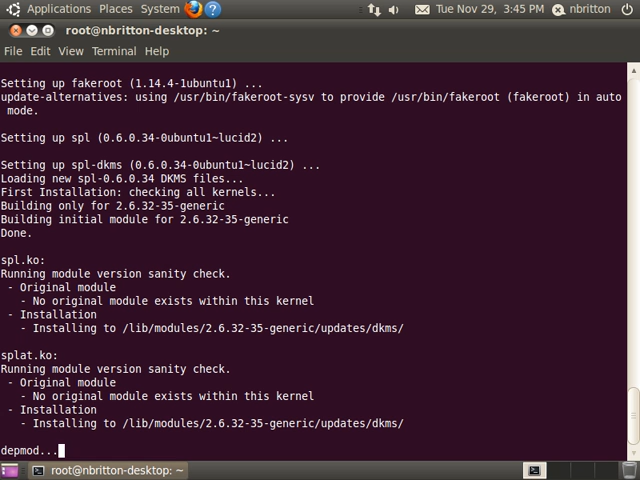 Applications Places System ? Tue Nov 29, 3:45 PM nbritton
root@nbritton-desktop: ~
File Edit View Terminal Help
Setting up fakeroot (1.14.4-1ubuntu1) ...
update-alternatives: using /usr/bin/fakeroot-sysv to provide /usr/bin/fakeroot (fakeroot) in auto
mode.
Setting up spl (0.6.0.34-0ubuntu1~lucid2) ...
Setting up spl-dkms (0.6.0.34-0ubuntu1~lucid2) ...
Loading new spl-0.6.0.34 DKMS files...
First Installation: checking all kernels...
Building only for 2.6.32-35-generic
Building initial module for 2.6.32-35-generic
Done.
spl.ko:
Running module version sanity check.
- Original module
- No original module exists within this kernel
- Installation
- Installing to /lib/modules/2.6.32-35-generic/updates/dkms/
splat.ko:
Running module version sanity check.
- Original module
- No original module exists within this kernel
- Installation
- Installing to /lib/modules/2.6.32-35-generic/updates/dkms/
depmod...
root@nbritton-desktop: ~